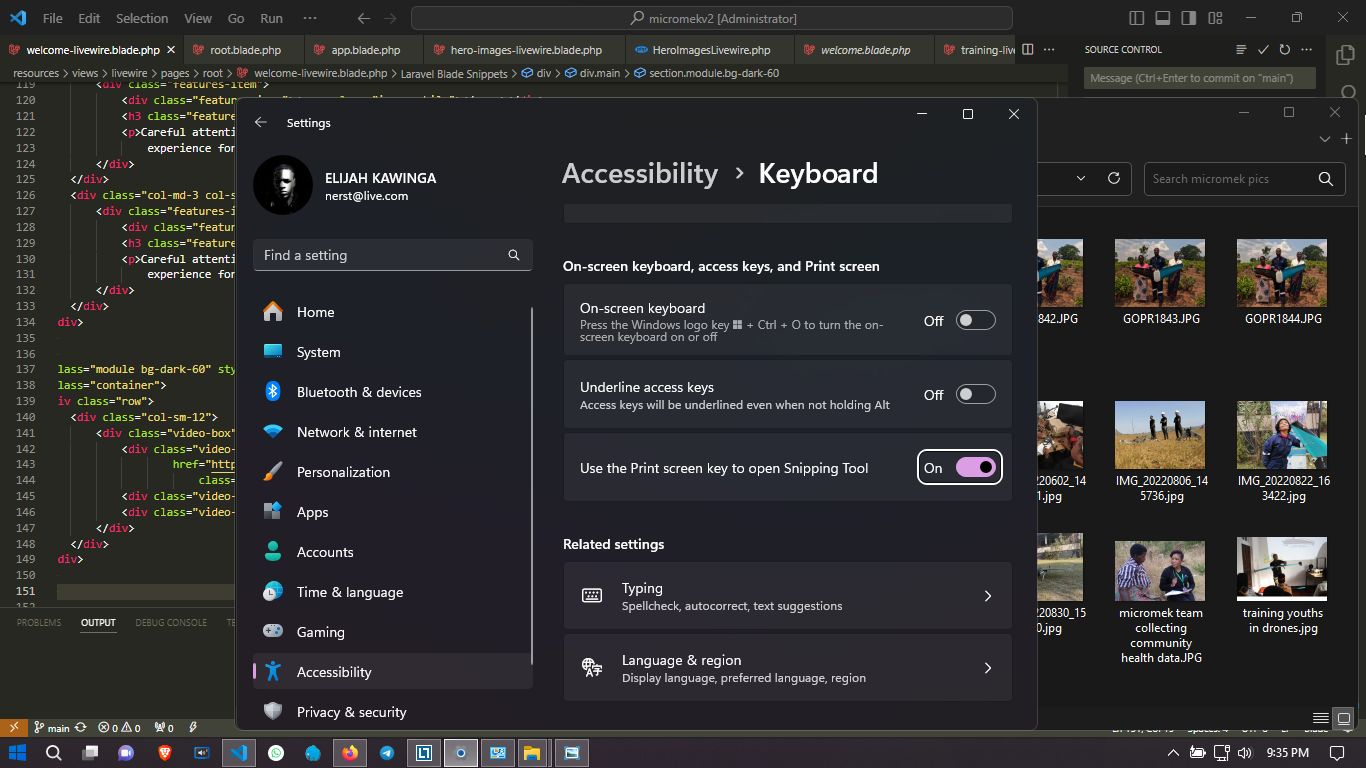 File Edit Selection View Go Run ···
micromekv2 [Administrator]
welcome-livewire.blade.php
root.blade.php
app.blade.php
hero-images-livewire.blade.php
HeroImagesLivewire.php
welcome.blade.php
training-live
SOURCE CONTROL
resources > views > livewire > pages > root > welcome-livewire.blade.php > Laravel Blade Snippets > div > div.main > section.module.bg-dark-60
Message (Ctrl+Enter to commit on "main")
119 <div class="features-item">
120 <div class="featur
121 <h3 class="feature
122 <p>Careful attenti
123 experience for
124 </div>
125 </div>
126 <div class="col-md-3 col-s
127 <div class="features-i
128 <div class="featur
129 <h3 class="feature
130 <p>Careful attenti
131 experience for
132 </div>
133 </div>
134 div>
135
136
137 lass="module bg-dark-60" sty
138 lass="container">
139 iv class="row">
140 <div class="col-sm-12">
141 <div class="video-box"
142 <div class="video-
143 href="http
144 class=
145 <div class="video-
146 <div class="video-
147 </div>
148 </div>
149 div>
150
151
152
PROBLEMS OUTPUT DEBUG CONSOLE TE
main
0 0 0
Settings
ELIJAH KAWINGA
nerst@live.com
Find a setting
Home
System
Bluetooth & devices
Network & internet
Personalization
Apps
Accounts
Time & language
Gaming
Accessibility
Privacy & security
Accessibility > Keyboard
On-screen keyboard, access keys, and Print screen
On-screen keyboard
Press the Windows logo key + Ctrl + O to turn the on-
screen keyboard on or off
Off
Underline access keys
Access keys will be underlined even when not holding Alt
Off
Use the Print screen key to open Snipping Tool
On
Related settings
Typing
Spellcheck, autocorrect, text suggestions
Language & region
Display language, preferred language, region
Search micromek pics
842.JPG
GOPR1843.JPG
GOPR1844.JPG
20602_14
1.jpg
IMG_20220806_14
5736.jpg
IMG_20220822_16
3422.jpg
20830_15
0.jpg
micromek team
collecting
community
health data.JPG
training youths
in drones.jpg
9:35 PM